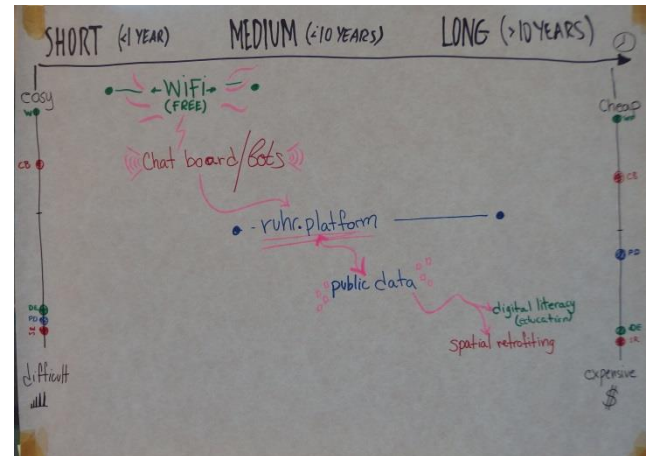 SHORT (<1 YEAR) MEDIUM (<10 YEARS) LONG (>10 YEARS)
cosy
WiFi
(FREE)
Cheap
CB
Chat board/Bots
CB
ruhr.platform
PD
public data
DE
PD
SR
digital literacy
(education)
spatial retrofiting
DE
SR
difficult
expensive
$